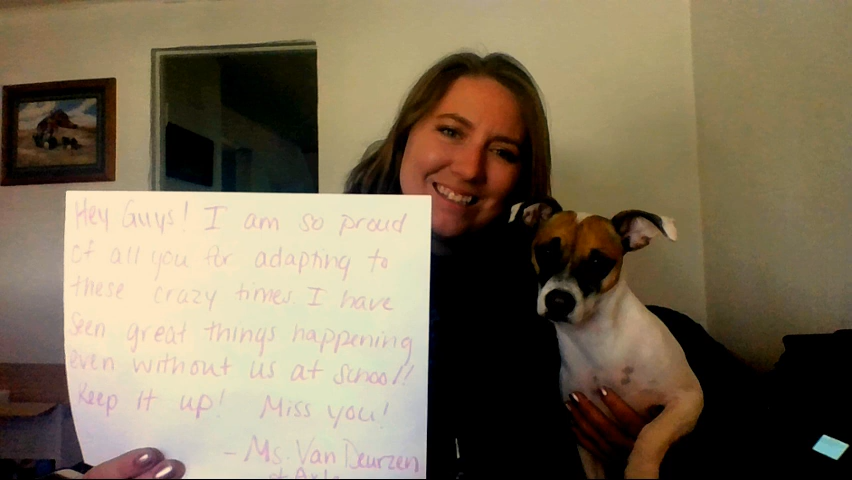 Hey Guys! I am so proud
of all you for adapting to
these crazy times. I have
seen great things happening
even without us at school!
Keep it up! Miss you!
- Ms. Van Deurzen